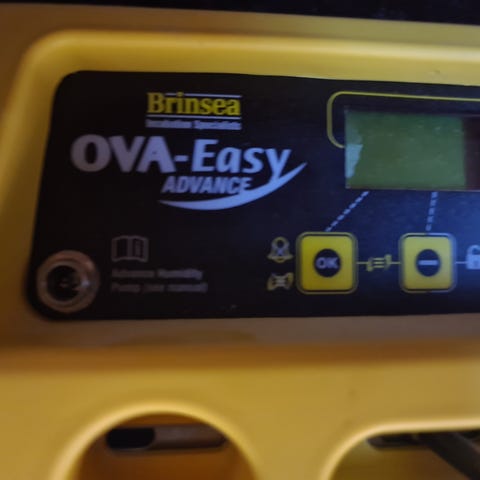 Brinsea
Incubation Specialists
OVA-Easy
ADVANCE
Advance Humidity
Pump (see manual)
OK